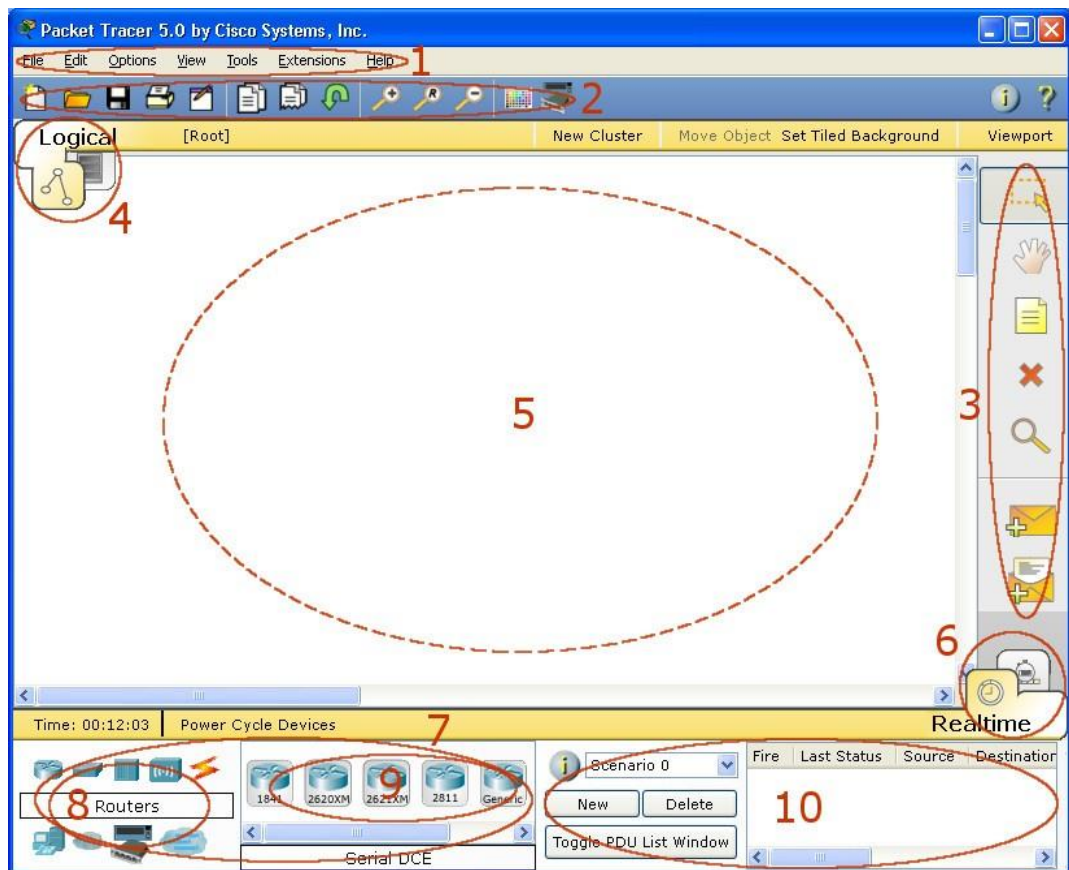 Packet Tracer 5.0 by Cisco Systems, Inc.
File Edit Options View Tools Extensions Help 1
2
Logical [Root] New Cluster Move Object Set Tiled Background Viewport
4
3
5
6
Time: 00:12:03 Power Cycle Devices 7 Realtime
Fire Last Status Source Destination
Scenario 0
8 Routers
1841 2620XM 2621XM 2811 Generic
9
New Delete
10
Toggle PDU List Window
Serial DCE